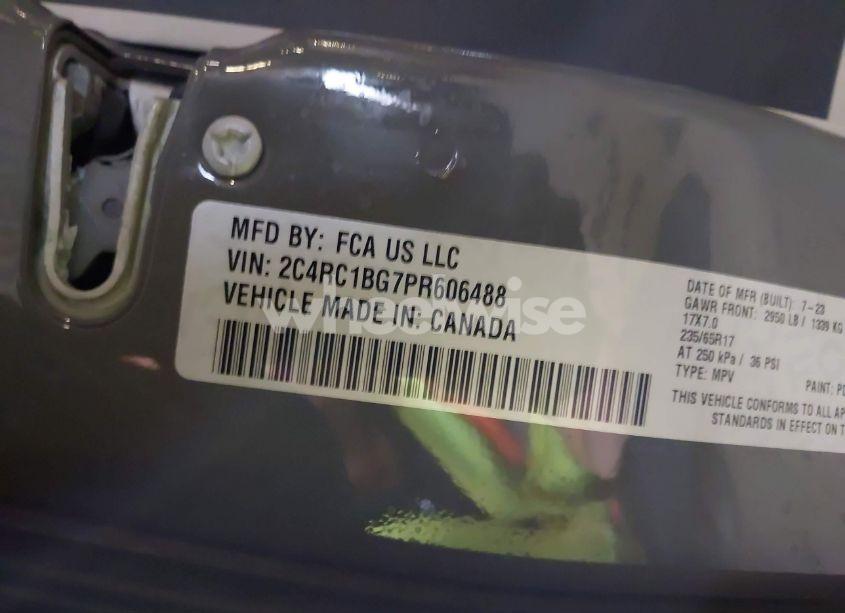 MFD BY: FCA US LLC
VIN: 2C4RC1BG7PR606488
VEHICLE MADE IN: CANADA
wheelwise
DATE OF MFR (BUILT): 7-23
GAWR FRONT: 2950 LB / 1339 KG
17X7.0
235/65R17
AT 250 kPa / 36 PSI
TYPE: MPV
PAINT:
THIS VEHICLE CONFORMS TO ALL
STANDARDS IN EFFECT ON